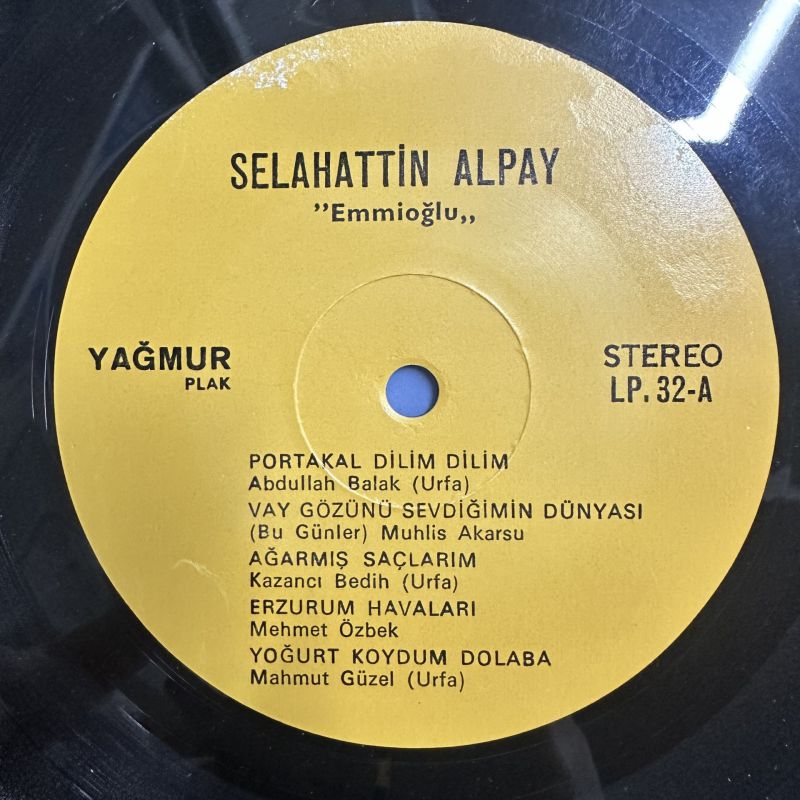 SELAHATTİN ALPAY
”Emmioğlu„
YAĞMUR
PLAK
STEREO
LP. 32-A
PORTAKAL DİLİM DİLİM
Abdullah Balak (Urfa)
VAY GÖZÜNÜ SEVDİĞİMİN DÜNYASI
(Bu Günler) Muhlis Akarsu
AĞARMIŞ SAÇLARIM
Kazancı Bedih (Urfa)
ERZURUM HAVALARI
Mehmet Özbek
YOĞURT KOYDUM DOLABA
Mahmut Güzel (Urfa)